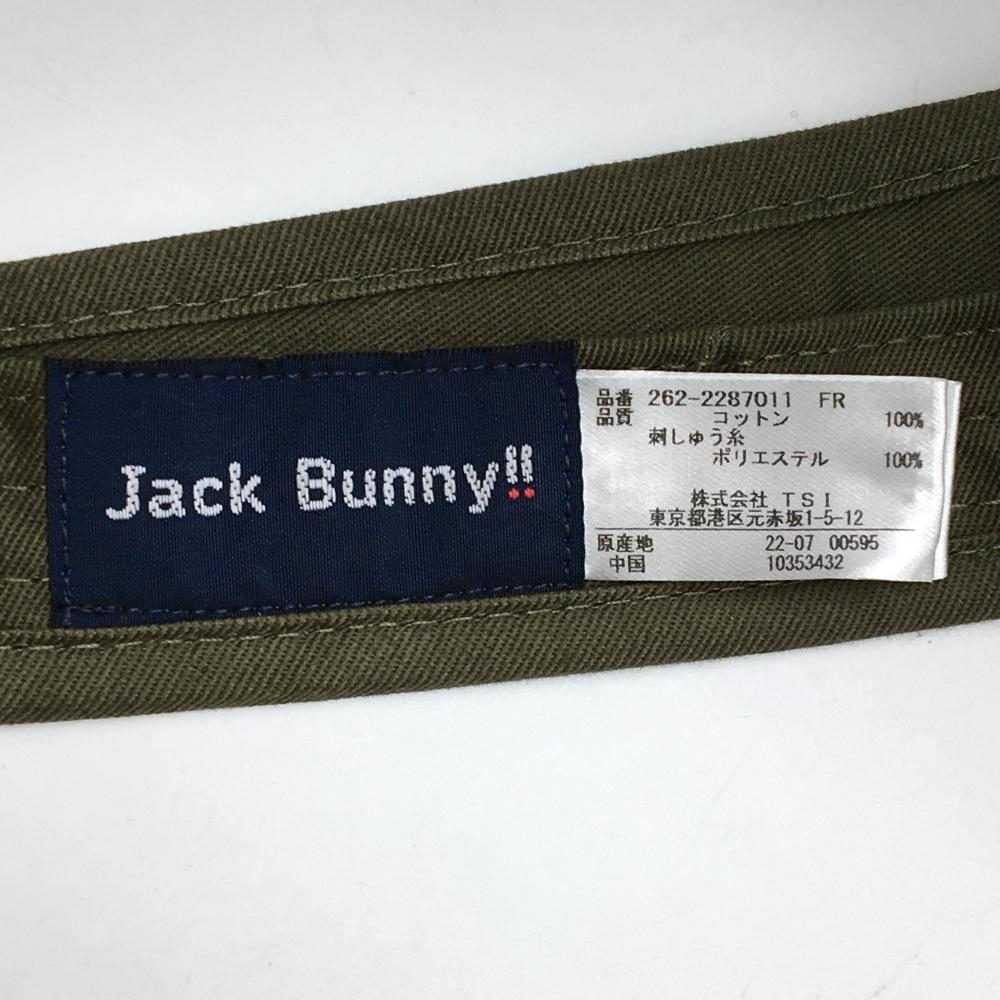 Jack Bunny!!
品番 262-2287011 FR
品質 コットン 100%
刺しゅう糸
ポリエステル 100%
株式会社 TSI
東京都港区元赤坂1-5-12
原産地 22-07 00595
中国 10353432